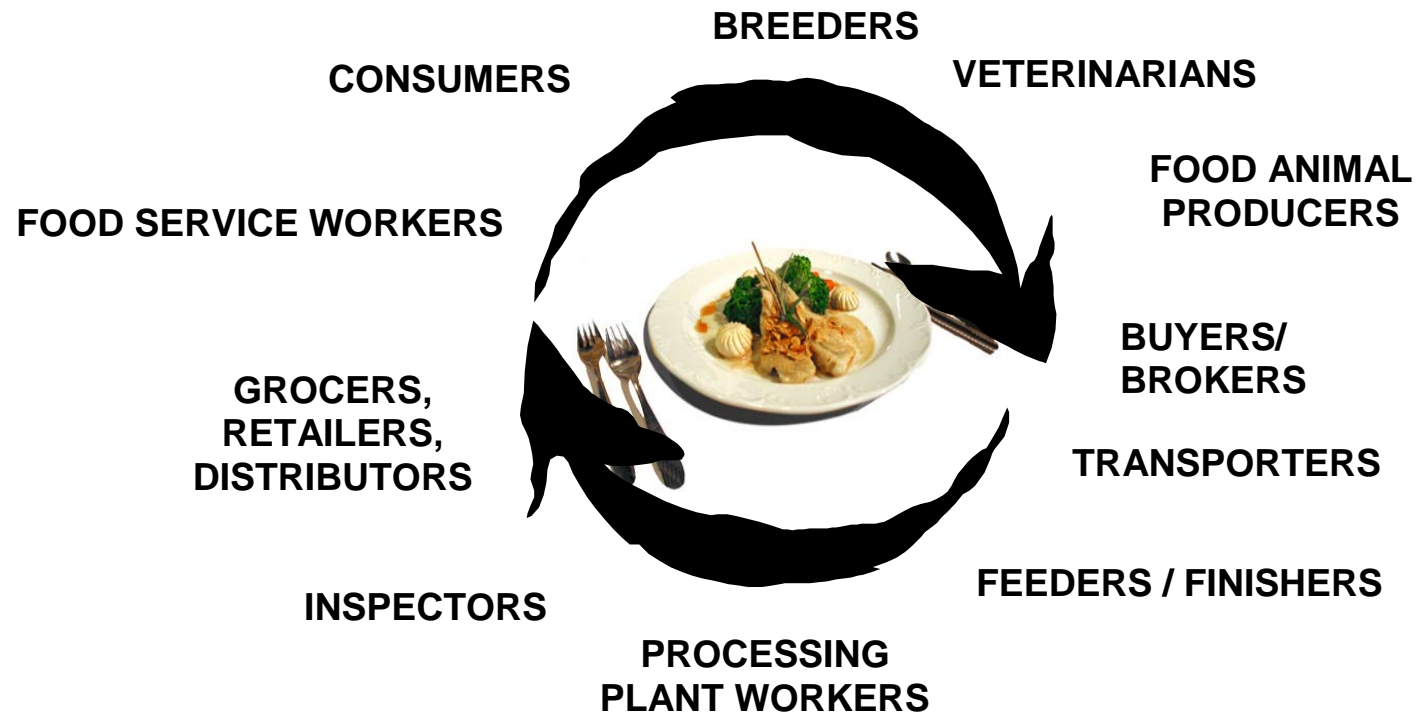 BREEDERS
VETERINARIANS
FOOD ANIMAL
PRODUCERS
BUYERS/
BROKERS
TRANSPORTERS
FEEDERS / FINISHERS
PROCESSING
PLANT WORKERS
INSPECTORS
GROCERS,
RETAILERS,
DISTRIBUTORS
FOOD SERVICE WORKERS
CONSUMERS